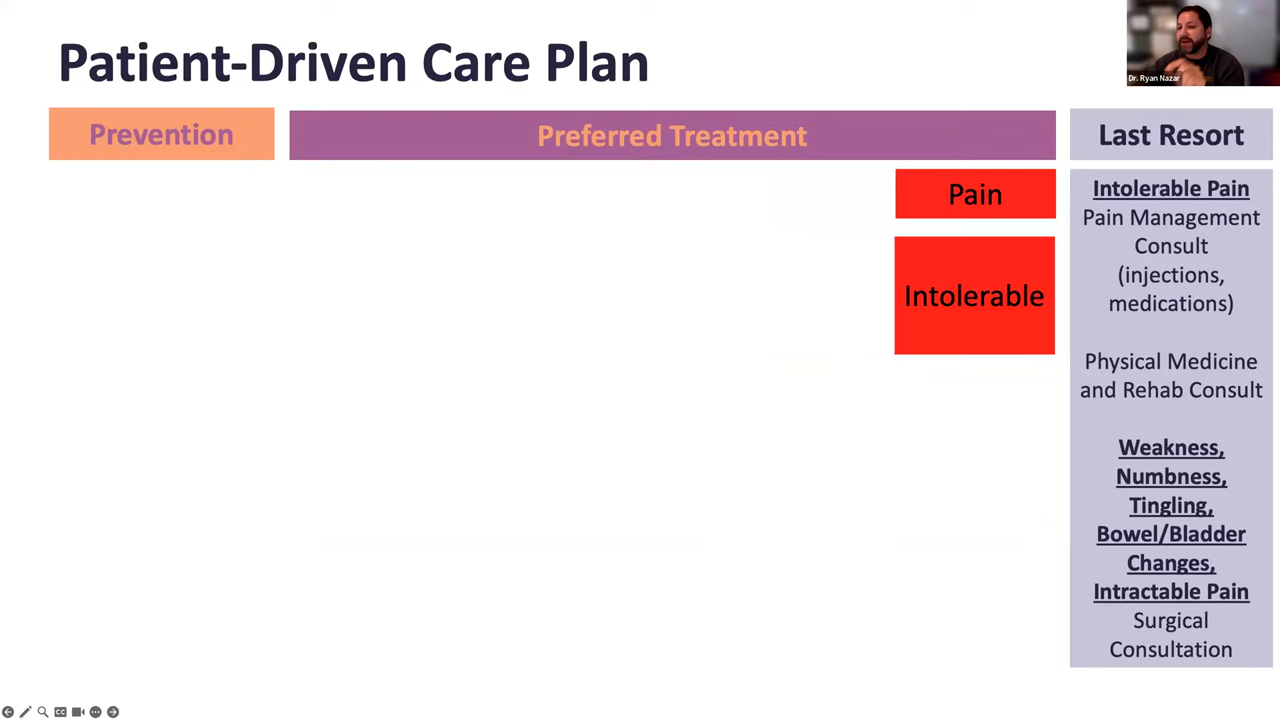 Patient-Driven Care Plan
Dr. Ryan Nazar
Prevention
Preferred Treatment
Last Resort
Pain
Intolerable
Intolerable Pain
Pain Management
Consult
(injections,
medications)
Physical Medicine
and Rehab Consult
Weakness,
Numbness,
Tingling,
Bowel/Bladder
Changes,
Intractable Pain
Surgical
Consultation
CC